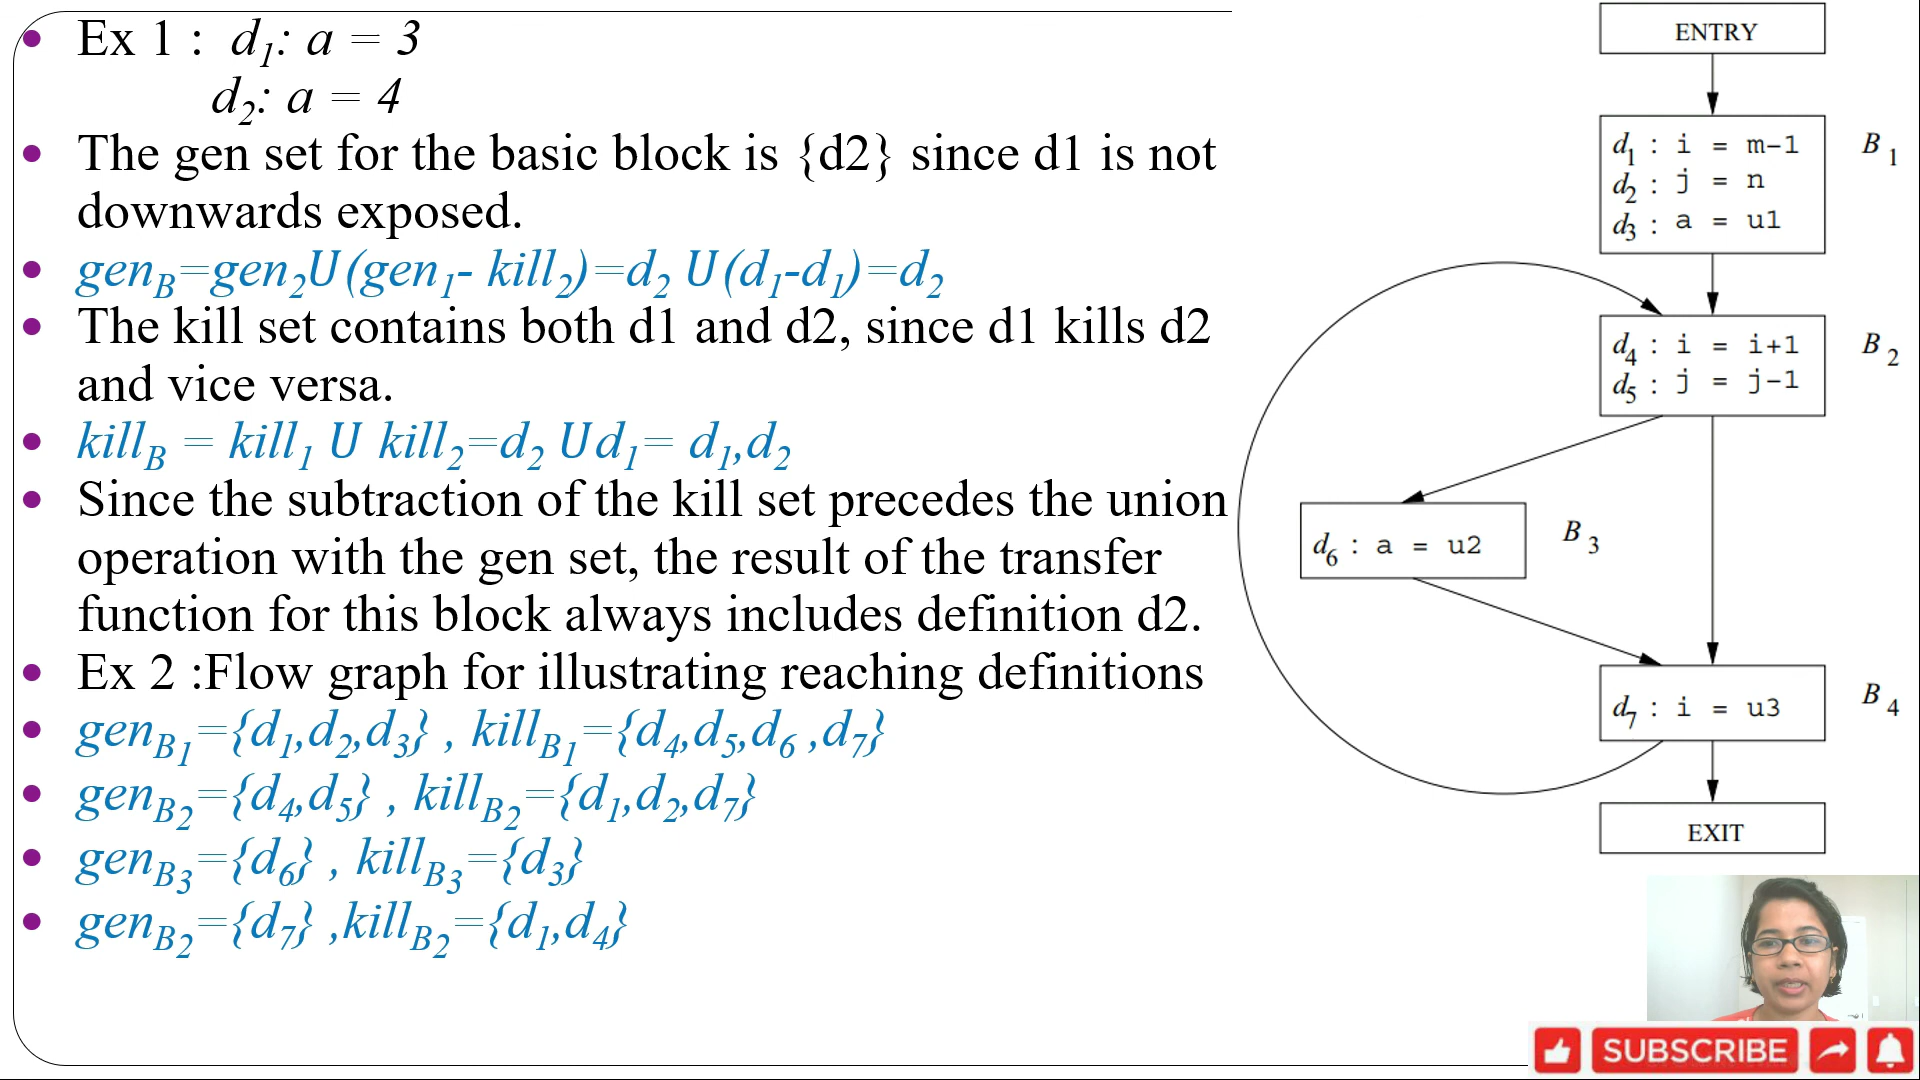 Ex 1 : d1: a = 3
d2: a = 4
The gen set for the basic block is {d2} since d1 is not
downwards exposed.
genB=gen2U(gen1- kill2)=d2 U(d1-d1)=d2
The kill set contains both d1 and d2, since d1 kills d2
and vice versa.
killB = kill1 U kill2=d2 Ud1= d1,d2
Since the subtraction of the kill set precedes the union
operation with the gen set, the result of the transfer
function for this block always includes definition d2.
Ex 2 :Flow graph for illustrating reaching definitions
genB1={d1,d2,d3} , killB1={d4,d5,d6 ,d7}
genB2={d4,d5} , killB2={d1,d2,d7}
genB3={d6} , killB3={d3}
genB2={d7} ,killB2={d1,d4}
ENTRY
d1 : i = m-1
d2 : j = n
d3 : a = u1
B1
d4 : i = i+1
d5 : j = j-1
B2
d6 : a = u2
B3
d7 : i = u3
B4
EXIT
SUBSCRIBE